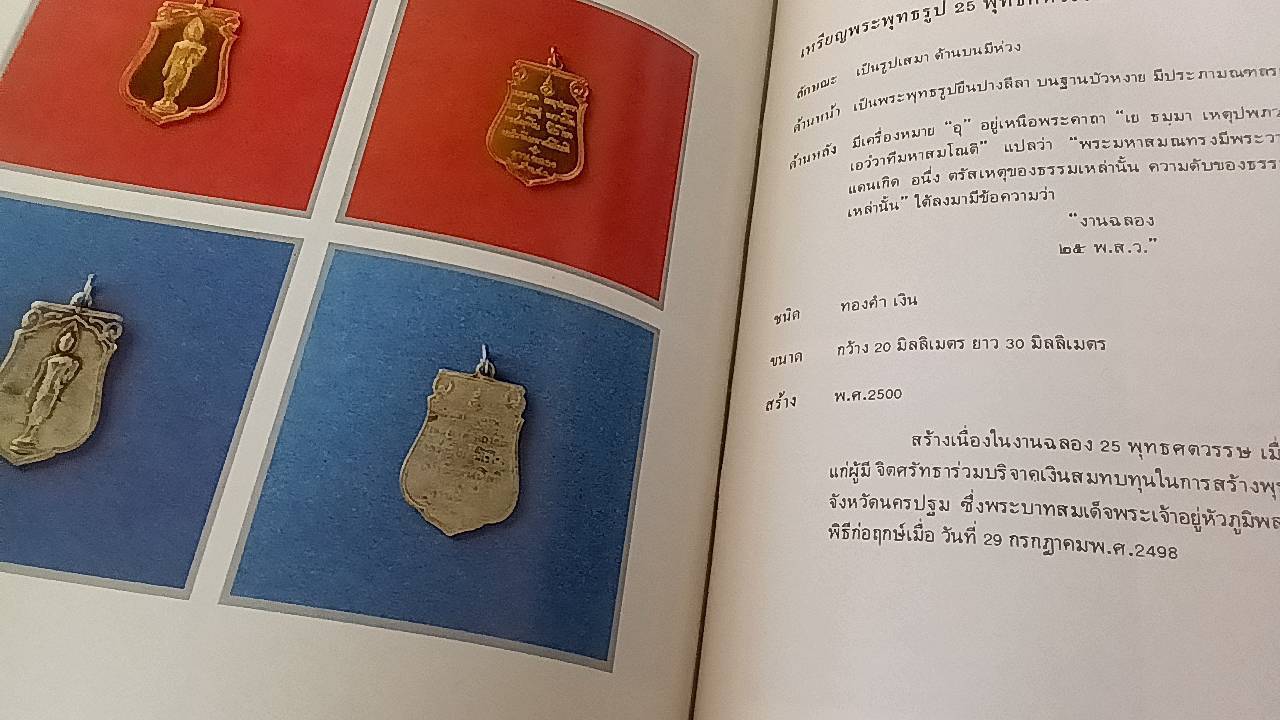 เหรียญพระพุทธรูป 25
ลักษณะ เป็นรูปเสมา ด้านบนมีห่วง
ด้านหน้า เป็นพระพุทธรูปยืนปางลีลา บนฐานบัวหงาย มีประภามณฑล
ด้านหลัง มีเครื่องหมาย “อุ” อยู่เหนือพระคาถา “เย ธมฺมา เหตุปฺปภว
เอวํวาทีมหาสมโณติ” แปลว่า “พระมหาสมณทรงมีพระวา
แดนเกิด อนึ่ง ตรัสเหตุของธรรมเหล่านั้น ความดับของธรร
เหล่านั้น” ใต้ลงมามีข้อความว่า
“งานฉลอง
๒๕ พ.ส.ว.”
ชนิด ทองคำ เงิน
ขนาด กว้าง 20 มิลลิเมตร ยาว 30 มิลลิเมตร
สร้าง พ.ศ.2500
สร้างเนื่องในงานฉลอง 25 พุทธศตวรรษ เมื่
แก่ผู้มี จิตศรัทธาร่วมบริจาคเงินสมทบทุนในการสร้างพุท
จังหวัดนครปฐม ซึ่งพระบาทสมเด็จพระเจ้าอยู่หัวภูมิพล
พิธีก่อฤกษ์เมื่อ วันที่ 29 กรกฎาคมพ.ศ.2498